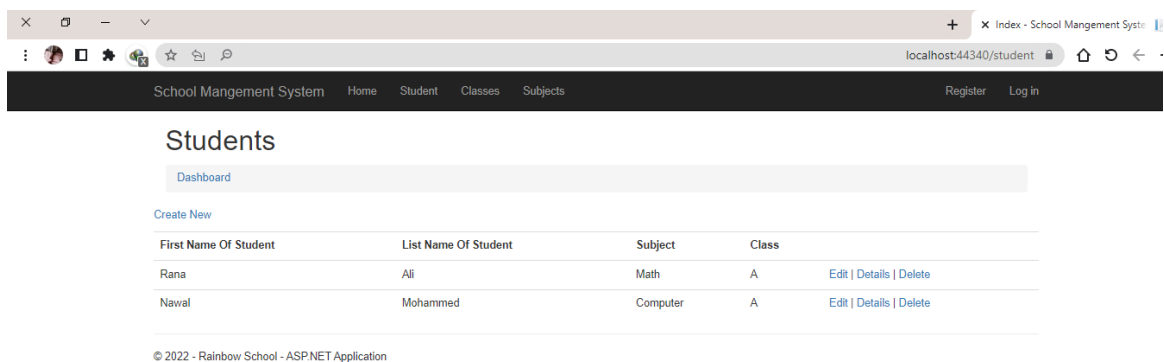 Index - School Mangement Syste
localhost:44340/student
School Mangement System Home Student Classes Subjects Register Log in
Students
Dashboard
Create New
First Name Of Student List Name Of Student Subject Class
Rana Ali Math A Edit | Details | Delete
Nawal Mohammed Computer A Edit | Details | Delete
© 2022 - Rainbow School - ASP.NET Application